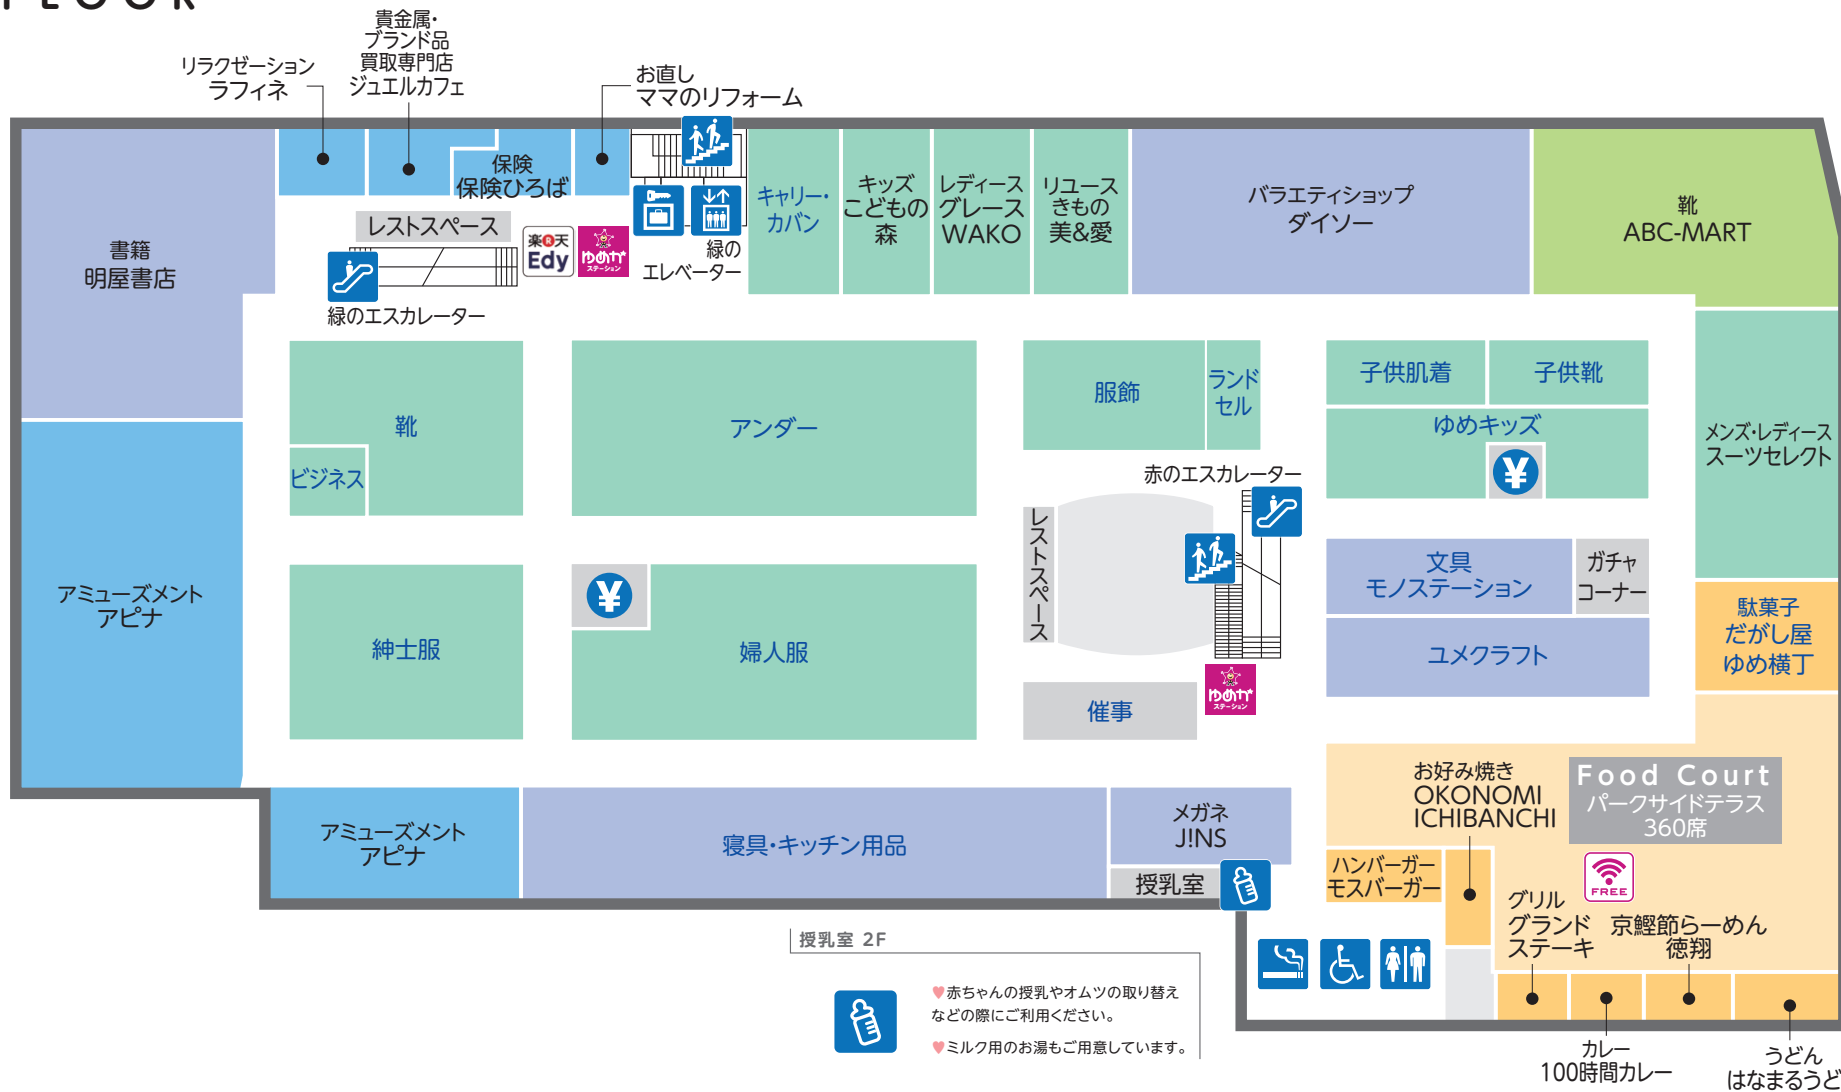 FLOOR
貴金属・
ブランド品
買取専門店
ジュエルカフェ
リラクゼーション
ラフィネ
お直し
ママのリフォーム
書籍
明屋書店
保険
保険ひろば
レストスペース
楽天
Edy
ゆめか
ステーション
緑の
エレベーター
緑のエスカレーター
キャリー・
カバン
キッズ
こどもの
森
レディース
グレース
WAKO
リユース
きもの
美&愛
バラエティショップ
ダイソー
靴
ABC-MART
靴
ビジネス
アンダー
服飾
ランド
セル
子供肌着
子供靴
ゆめキッズ
¥
メンズ・レディース
スーツセレクト
赤のエスカレーター
レストスペース
アミューズメント
アピナ
紳士服
¥
婦人服
文具
モノステーション
ガチャ
コーナー
ユメクラフト
駄菓子
だがし屋
ゆめ横丁
ゆめか
ステーション
催事
アミューズメント
アピナ
寝具・キッチン用品
メガネ
J!NS
授乳室
お好み焼き
OKONOMI
ICHIBANCHI
Food Court
パークサイドテラス
360席
FREE
ハンバーガー
モスバーガー
グリル
グランド
ステーキ
京鰹節らーめん
徳翔
カレー
100時間カレー
うどん
はなまるうど
授乳室 2F
♥赤ちゃんの授乳やオムツの取り替え
などの際にご利用ください。
♥ミルク用のお湯もご用意しています。